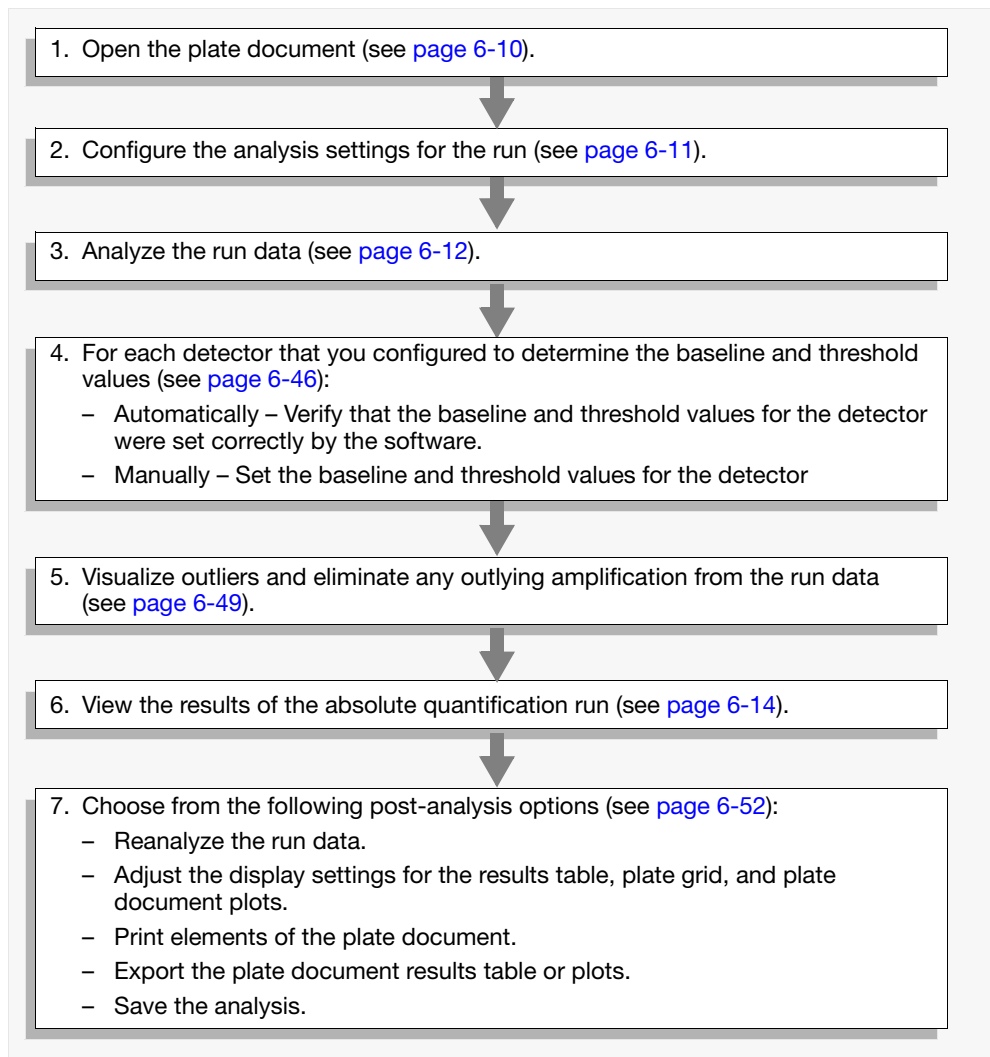 1. Open the plate document (see page 6-10).
2. Configure the analysis settings for the run (see page 6-11).
3. Analyze the run data (see page 6-12).
4. For each detector that you configured to determine the baseline and threshold
values (see page 6-46):
– Automatically – Verify that the baseline and threshold values for the detector
were set correctly by the software.
– Manually – Set the baseline and threshold values for the detector
5. Visualize outliers and eliminate any outlying amplification from the run data
(see page 6-49).
6. View the results of the absolute quantification run (see page 6-14).
7. Choose from the following post-analysis options (see page 6-52):
– Reanalyze the run data.
– Adjust the display settings for the results table, plate grid, and plate
document plots.
– Print elements of the plate document.
– Export the plate document results table or plots.
– Save the analysis.